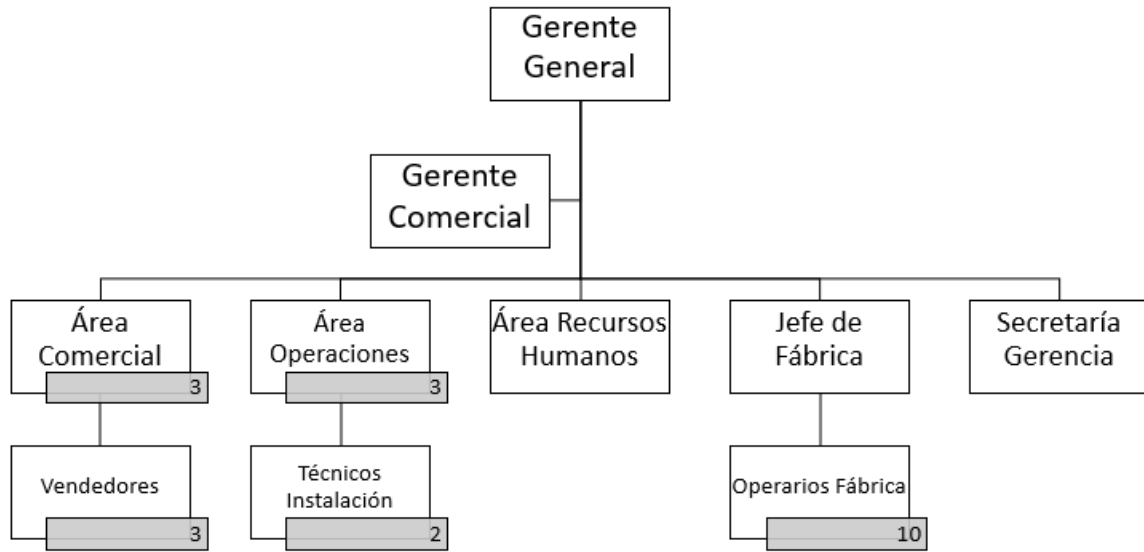 Gerente
General
Gerente
Comercial
Área
Comercial
3
Área
Operaciones
3
Área Recursos
Humanos
Jefe de
Fábrica
Secretaría
Gerencia
Vendedores
3
Técnicos
Instalación
2
Operarios Fábrica
10